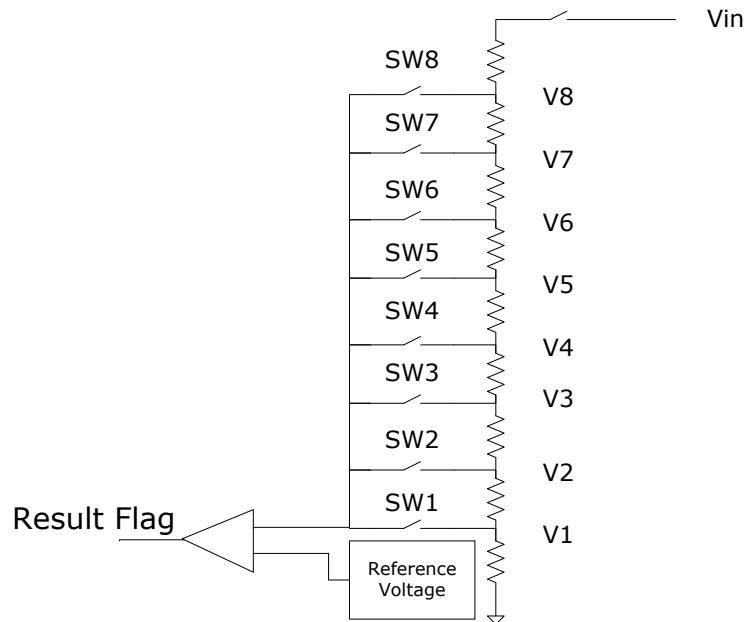 Vin
SW8
V8
SW7
V7
SW6
V6
SW5
V5
SW4
V4
SW3
V3
SW2
V2
SW1
V1
Result Flag
Reference
Voltage